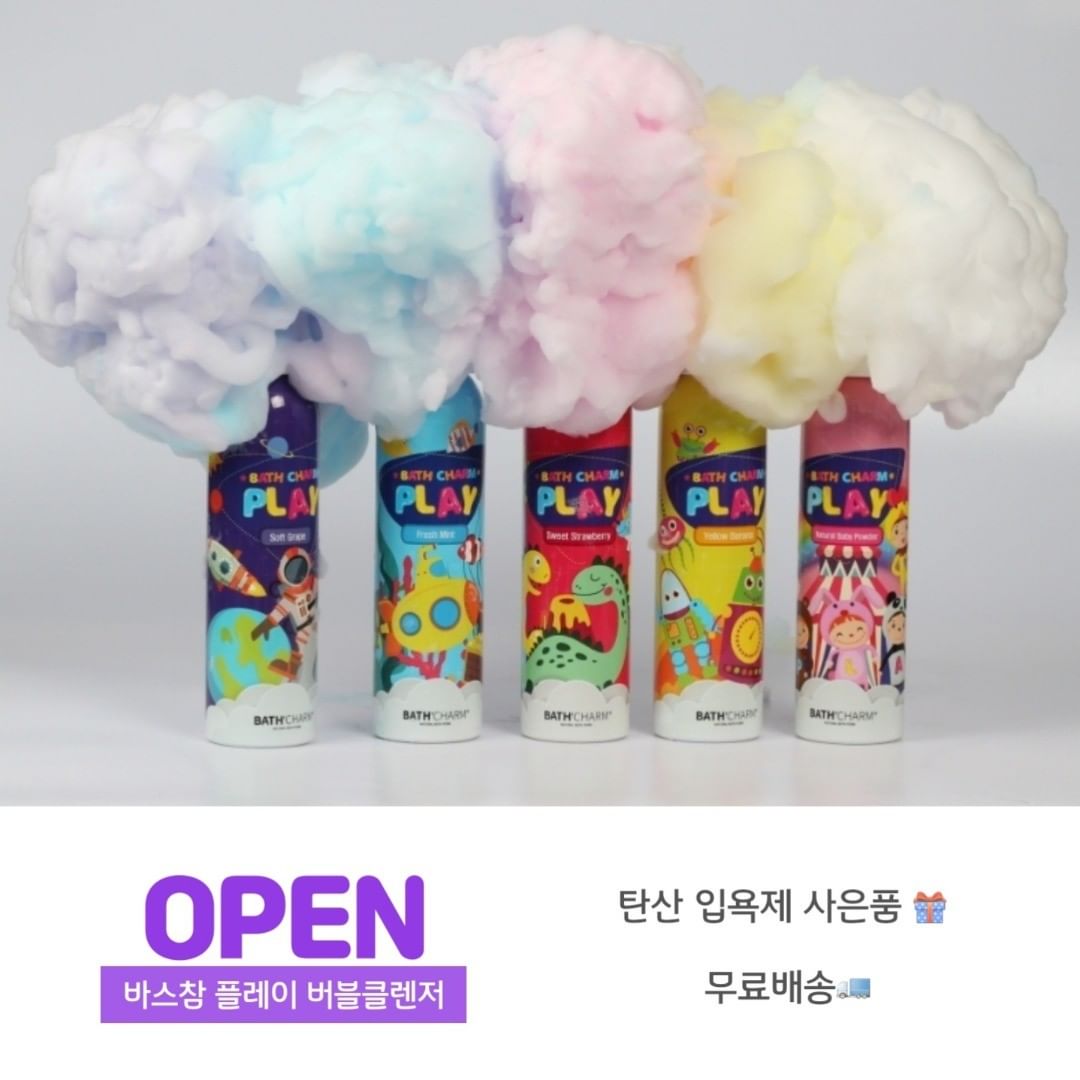 BATH CHARM
PLAY
Soft Grape
BATH'CHARM
BATH CHARM
PLAY
Fresh Mint
BATH'CHARM
BATH CHARM
PLAY
Sweet Strawberry
BATH'CHARM
BATH CHARM
PLAY
Yellow Banana
BATH'CHARM
BATH CHARM
PLAY
Natural Baby Powder
BATH'CHARM
OPEN
바스참 플레이 버블클렌저
탄산 입욕제 사은품 🎁
무료배송🚚